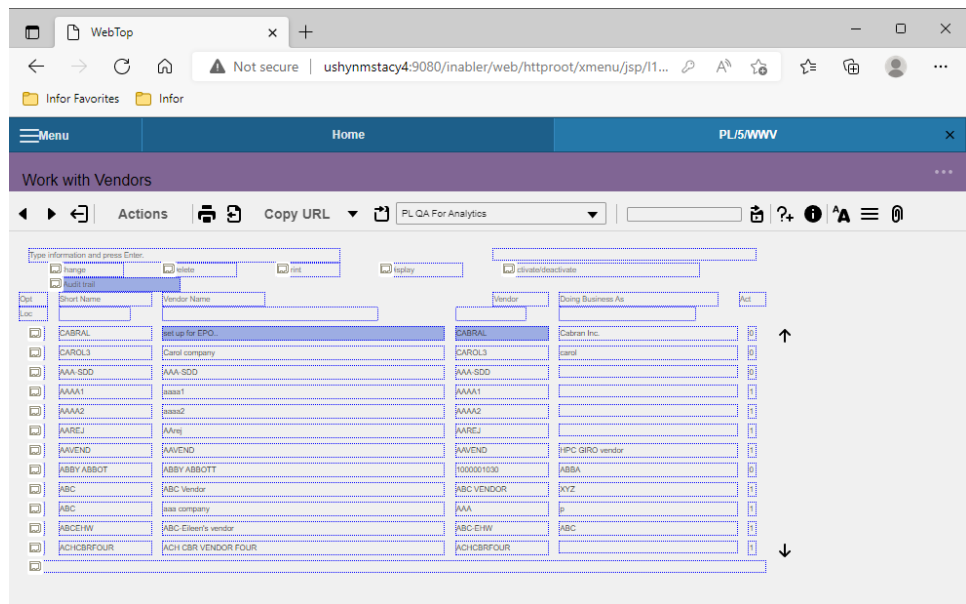 WebTop
Not secure | ushynmstacy4:9080/inabler/web/httproot/xmenu/jsp/l1...
Infor Favorites Infor
Menu Home PL/5/WWV
Work with Vendors
Actions Copy URL PL QA For Analytics
Type information and press Enter.
hange elete rint isplay ctivate/deactivate
Audit trail
Opt Short Name Vendor Name Vendor Doing Business As Act
Loc
CABRAL set up for EPO.. CABRAL Cabran Inc. 0
CAROL3 Carol company CAROL3 carol 0
AAA-SDD AAA-SDD AAA-SDD 0
AAAA1 aaaa1 AAAA1 1
AAAA2 aaaa2 AAAA2 1
AAREJ AArej AAREJ 1
AAVEND AAVEND AAVEND HPC GIRO vendor 1
ABBY ABBOT ABBY ABBOTT 1000001030 ABBA 0
ABC ABC Vendor ABC VENDOR XYZ 1
ABC aaa company AAA p 1
ABCEHW ABC-Eileen's vendor ABC-EHW ABC 1
ACHCBRFOUR ACH CBR VENDOR FOUR ACHCBRFOUR 1